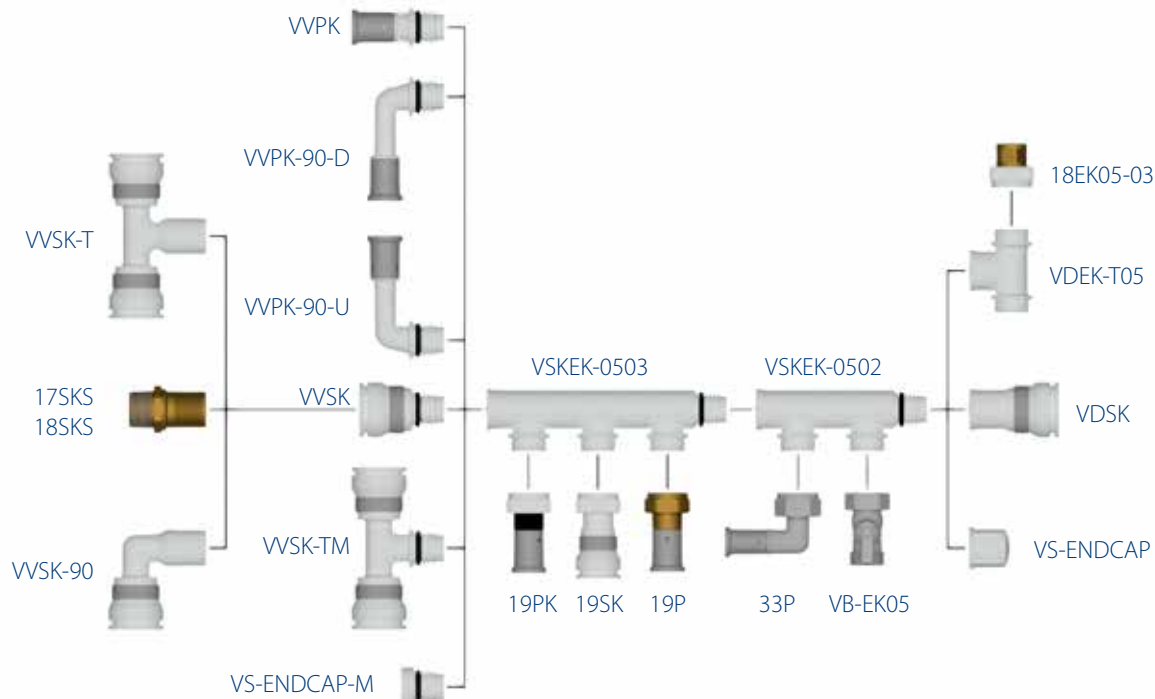 VVPK
VVPK-90-D
18EK05-03
VVSK-T
VDEK-T05
VVPK-90-U
VSKEK-0503
VSKEK-0502
17SKS
18SKS
VVSK
VDSK
VVSK-TM
VVSK-90
VS-ENDCAP
19PK
19SK
19P
33P
VB-EK05
VS-ENDCAP-M